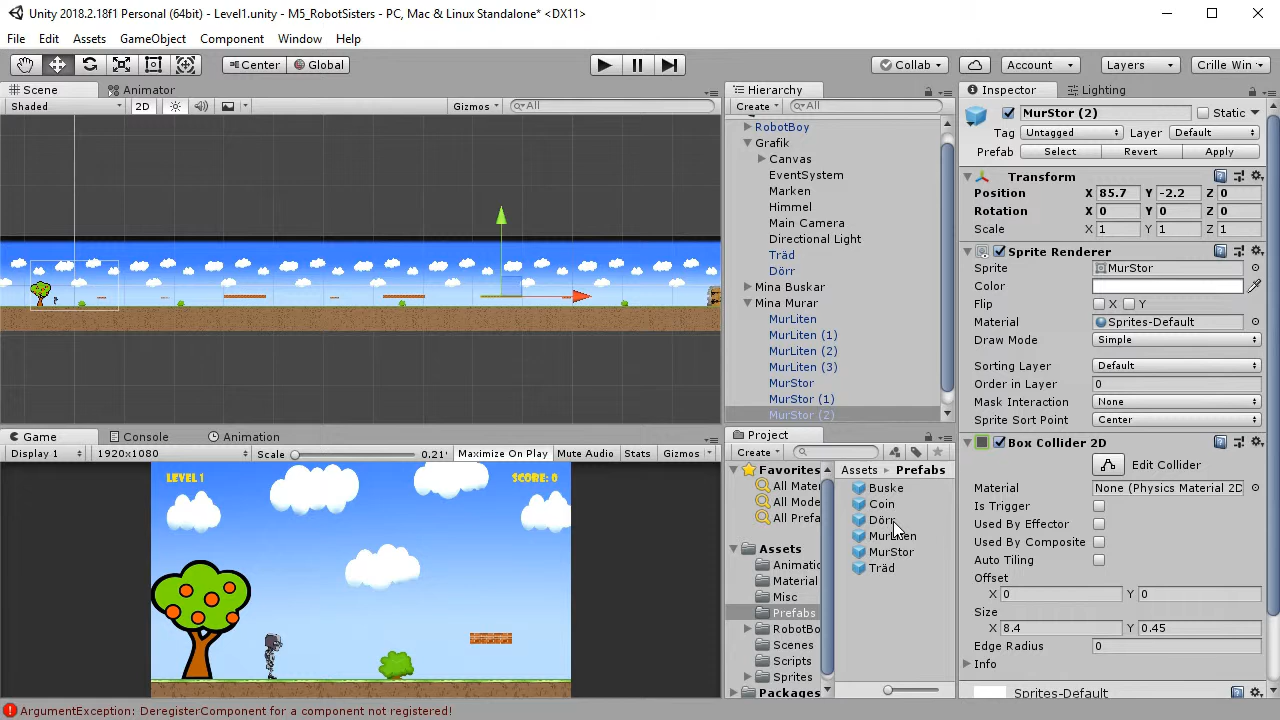 Unity 2018.2.18f1 Personal (64bit) - Level1.unity - M5_RobotSisters - PC, Mac & Linux Standalone* <DX11>
File Edit Assets GameObject Component Window Help
Center Global Collab Account Layers Crille Win
Scene Animator
Shaded 2D Gizmos All
Hierarchy
Create All
RobotBoy
Grafik
Canvas
EventSystem
Marken
Himmel
Main Camera
Directional Light
Träd
Dörr
Mina Buskar
Mina Murar
MurLiten
MurLiten (1)
MurLiten (2)
MurLiten (3)
MurStor
MurStor (1)
MurStor (2)
Inspector Lighting
MurStor (2) Static
Tag Untagged Layer Default
Prefab Select Revert Apply
Transform
Position X 85.7 Y -2.2 Z 0
Rotation X 0 Y 0 Z 0
Scale X 1 Y 1 Z 1
Sprite Renderer
Sprite MurStor
Color
Flip X Y
Material Sprites-Default
Draw Mode Simple
Sorting Layer Default
Order in Layer 0
Mask Interaction None
Sprite Sort Point Center
Box Collider 2D
Edit Collider
Material None (Physics Material 2D
Is Trigger
Used By Effector
Used By Composite
Auto Tiling
Offset
X 0 Y 0
Size
X 8.4 Y 0.45
Edge Radius 0
Info
Sprites-Default
Game Console Animation
Display 1 1920x1080 Scale 0.21 Maximize On Play Mute Audio Stats Gizmos
LEVEL 1 SCORE: 0
Project
Create
Favorites
All Mater
All Mode
All Prefa
Assets
Animatic
Material
Misc
Prefabs
RobotBo
Scenes
Scripts
Sprites
Packages
Assets Prefabs
Buske
Coin
Dörr
MurLiten
MurStor
Träd
ArgumentException: DeregisterComponent for a component not registered!